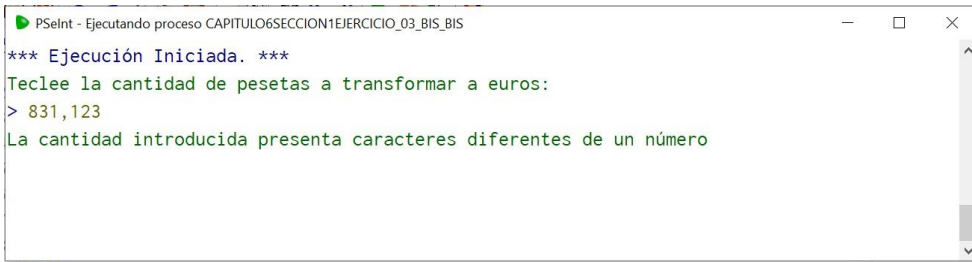 PSeInt - Ejecutando proceso CAPITULO6SECCION1EJERCICIO_03_BIS_BIS
*** Ejecución Iniciada. ***
Teclee la cantidad de pesetas a transformar a euros:
> 831,123
La cantidad introducida presenta caracteres diferentes de un número